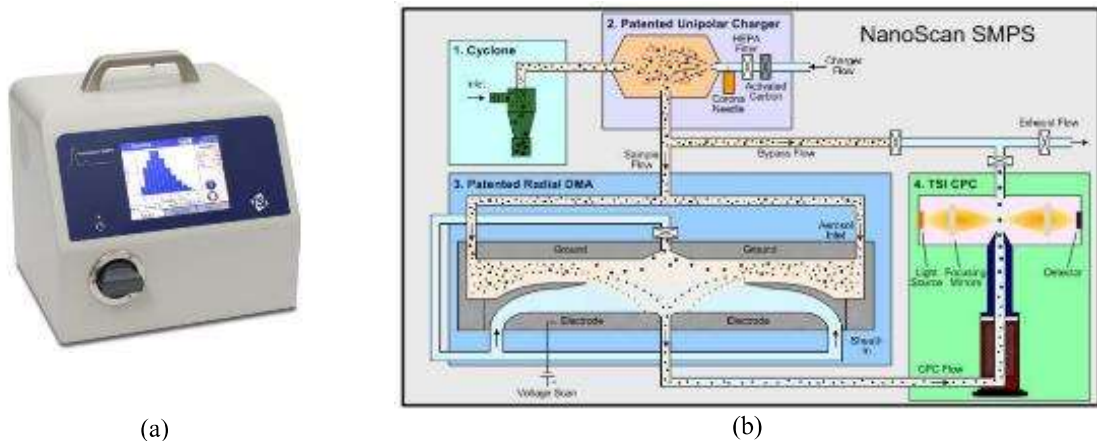 NanoScan SMPS
2. Patented Unipolar Charger
HEPA
Filter
Charger
Flow
1. Cyclone
Activated
Carbon
Corona
Needle
Exhaust Flow
Sample
Flow
Bypass Flow
3. Patented Radial DMA
4. TSI CPC
Aerosol
Inlet
Ground
Ground
Light
Source
Focusing
Mirrors
Detector
Electrode
Electrode
Sheath
In
CPC Flow
Voltage Scan
(a)
(b)